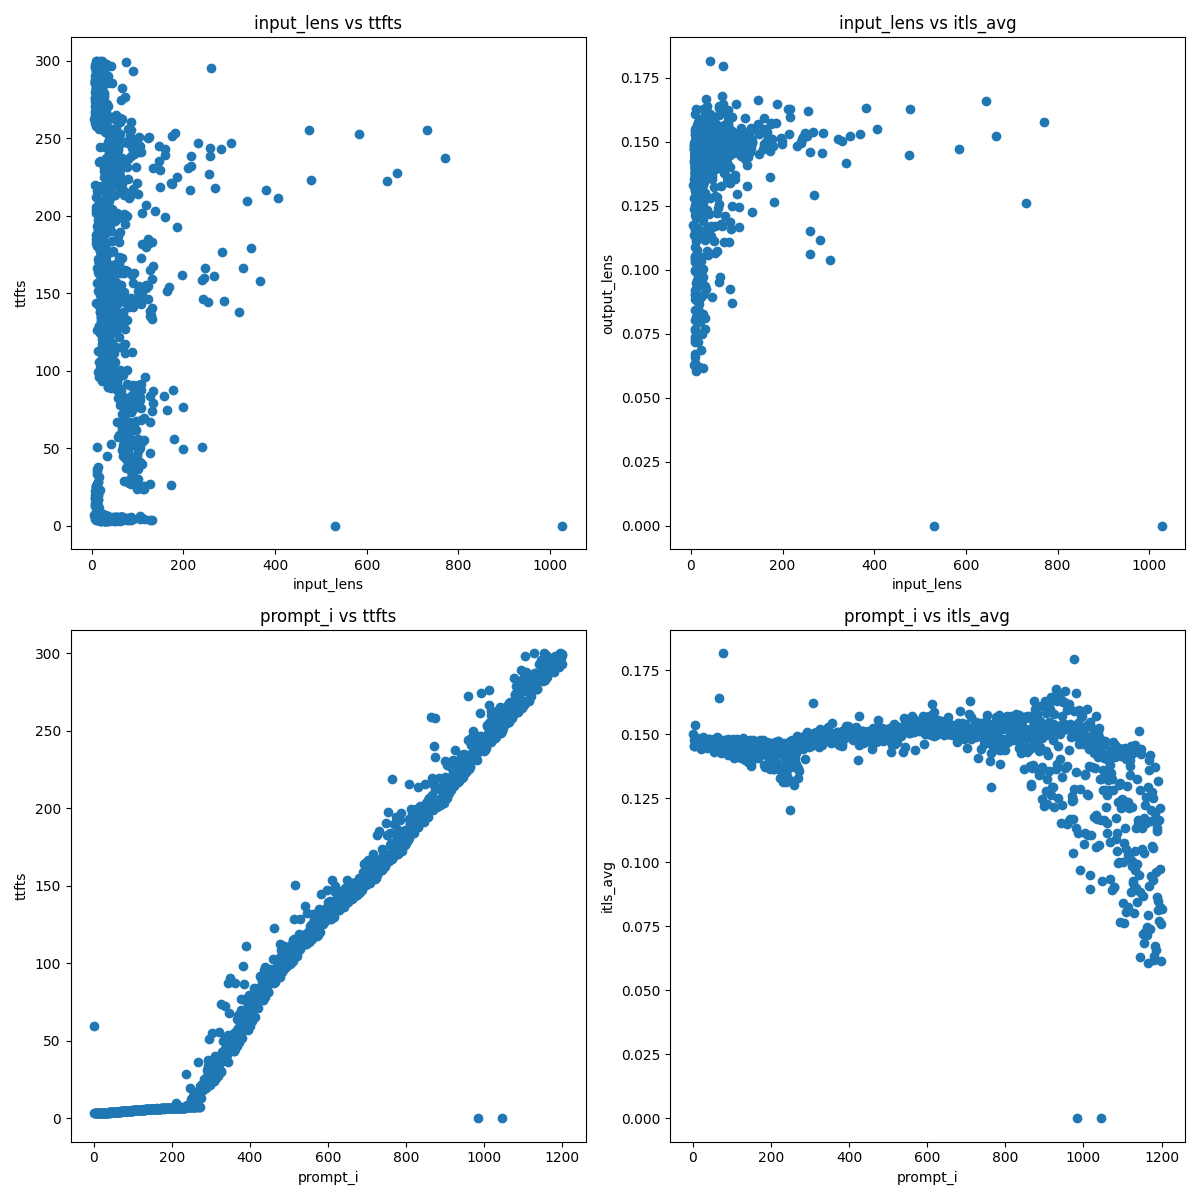 input_lens vs ttfts
300
250
200
150
100
50
0
ttfts
0 200 400 600 800 1000
input_lens
input_lens vs itls_avg
0.175
0.150
0.125
0.100
0.075
0.050
0.025
0.000
output_lens
0 200 400 600 800 1000
input_lens
prompt_i vs ttfts
300
250
200
150
100
50
0
ttfts
0 200 400 600 800 1000 1200
prompt_i
prompt_i vs itls_avg
0.175
0.150
0.125
0.100
0.075
0.050
0.025
0.000
itls_avg
0 200 400 600 800 1000 1200
prompt_i